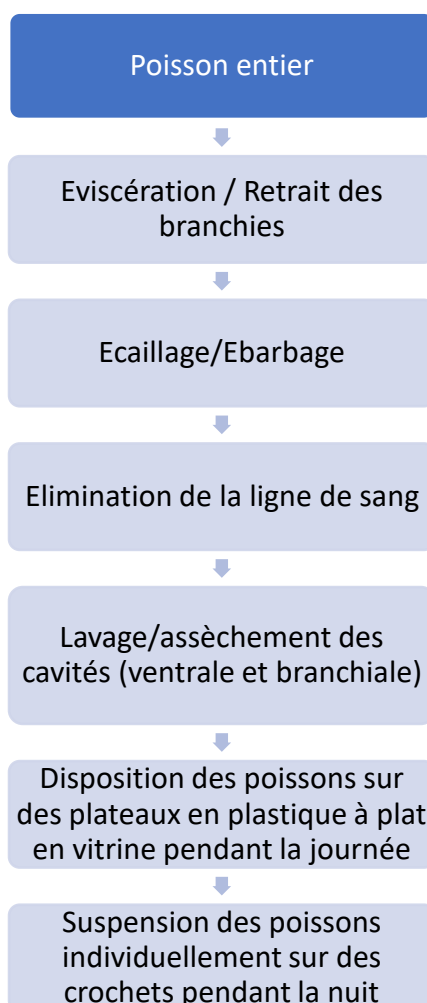 Poisson entier
Eviscération / Retrait des
branchies
Ecaillage/Ebarbage
Elimination de la ligne de sang
Lavage/assèchement des
cavités (ventrale et branchiale)
Disposition des poissons sur
des plateaux en plastique à plat
en vitrine pendant la journée
Suspension des poissons
individuellement sur des
crochets pendant la nuit